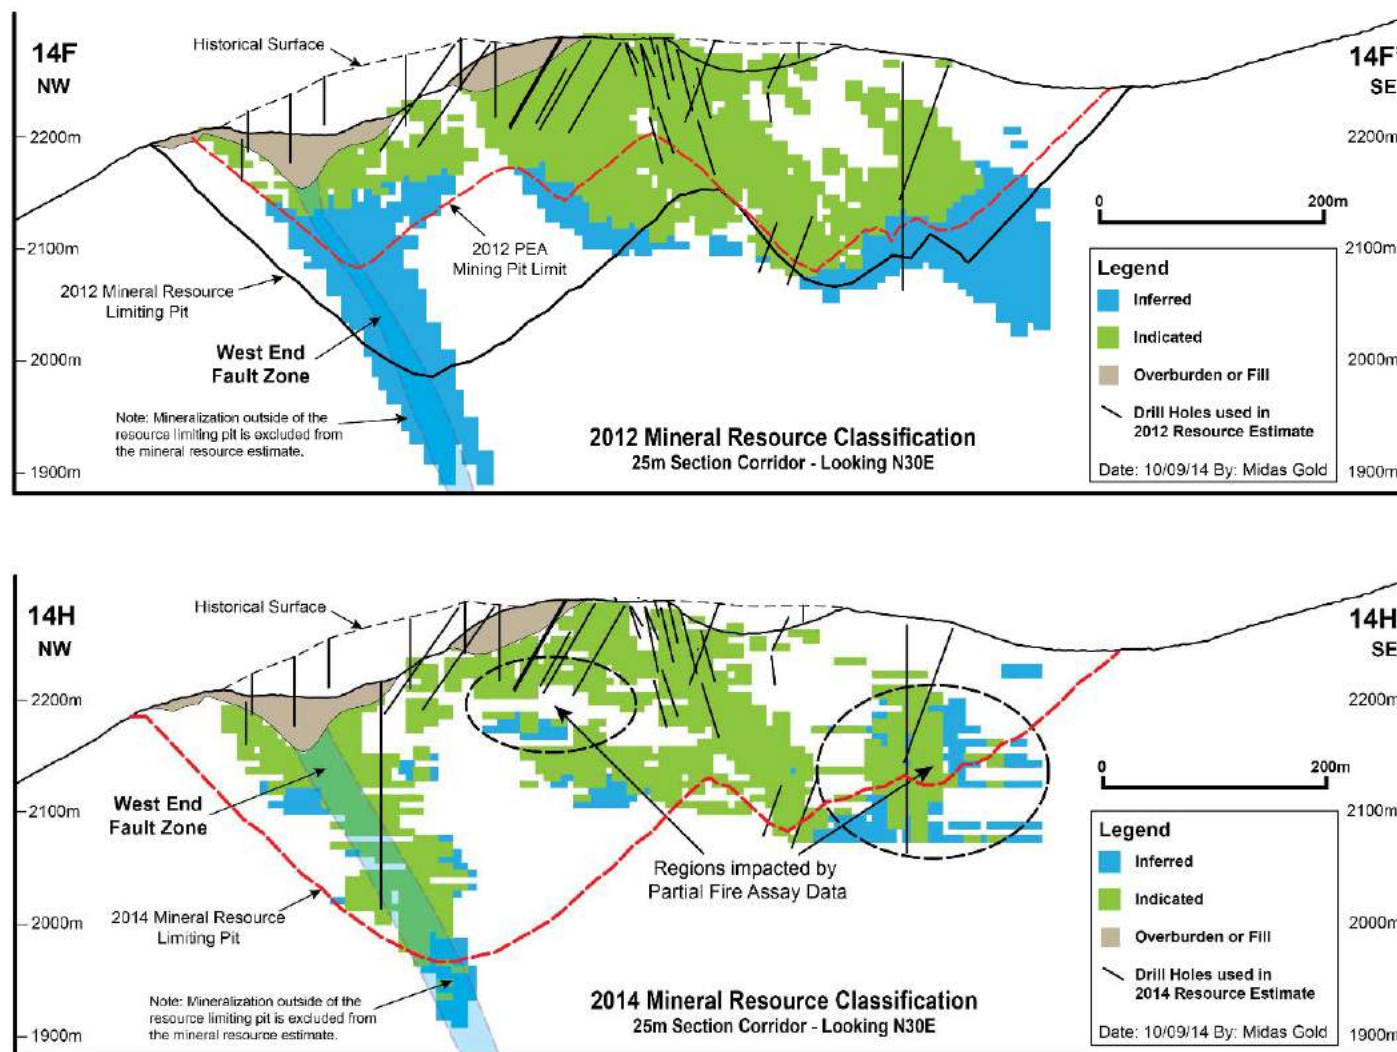 14F
NW
Historical Surface
14F'
SE
2200m
2200m
0
200m
2012 PEA
Mining Pit Limit
2100m
2100m
2012 Mineral Resource
Limiting Pit
Legend
Inferred
Indicated
Overburden or Fill
Drill Holes used in
2012 Resource Estimate
Date: 10/09/14 By: Midas Gold
West End
Fault Zone
2000m
2000m
Note: Mineralization outside of the
resource limiting pit is excluded from
the mineral resource estimate.
2012 Mineral Resource Classification
25m Section Corridor - Looking N30E
1900m
1900m
14H
NW
Historical Surface
14H
SE
2200m
2200m
0
200m
West End
Fault Zone
2100m
2100m
Regions impacted by
Partial Fire Assay Data
Legend
Inferred
Indicated
Overburden or Fill
Drill Holes used in
2014 Resource Estimate
Date: 10/09/14 By: Midas Gold
2014 Mineral Resource
Limiting Pit
2000m
2000m
Note: Mineralization outside of the
resource limiting pit is excluded from
the mineral resource estimate.
2014 Mineral Resource Classification
25m Section Corridor - Looking N30E
1900m
1900m